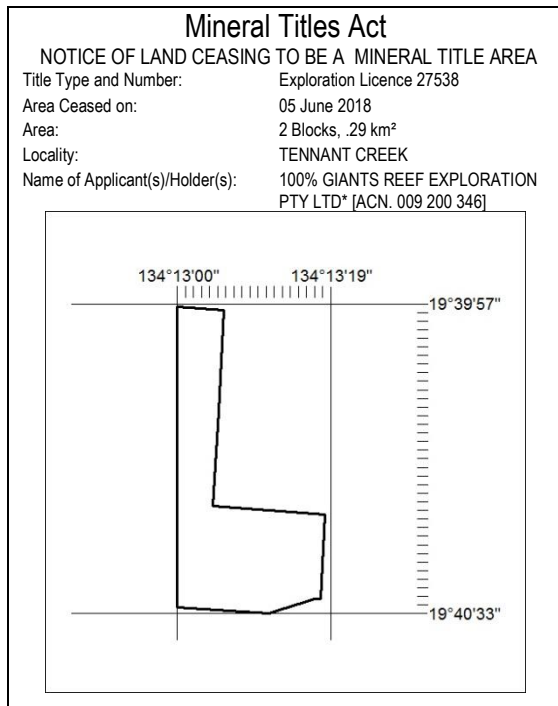 Mineral Titles Act
NOTICE OF LAND CEASING TO BE A MINERAL TITLE AREA
Title Type and Number: Exploration Licence 27538
Area Ceased on: 05 June 2018
Area: 2 Blocks, .29 km²
Locality: TENNANT CREEK
Name of Applicant(s)/Holder(s): 100% GIANTS REEF EXPLORATION
PTY LTD* [ACN. 009 200 346]
134°13'00" 134°13'19"
19°39'57"
19°40'33"